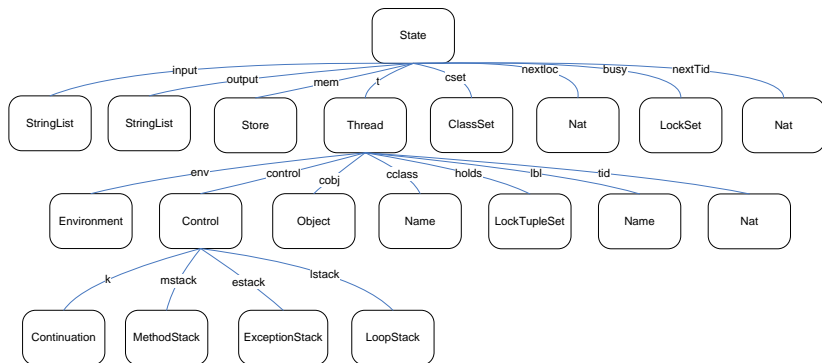 State
input
output
mem
t
cset
nextloc
busy
nextTid
StringList
StringList
Store
Thread
ClassSet
Nat
LockSet
Nat
env
control
cobj
cclass
holds
lbl
tid
Environment
Control
Object
Name
LockTupleSet
Name
Nat
k
mstack
estack
lstack
Continuation
MethodStack
ExceptionStack
LoopStack